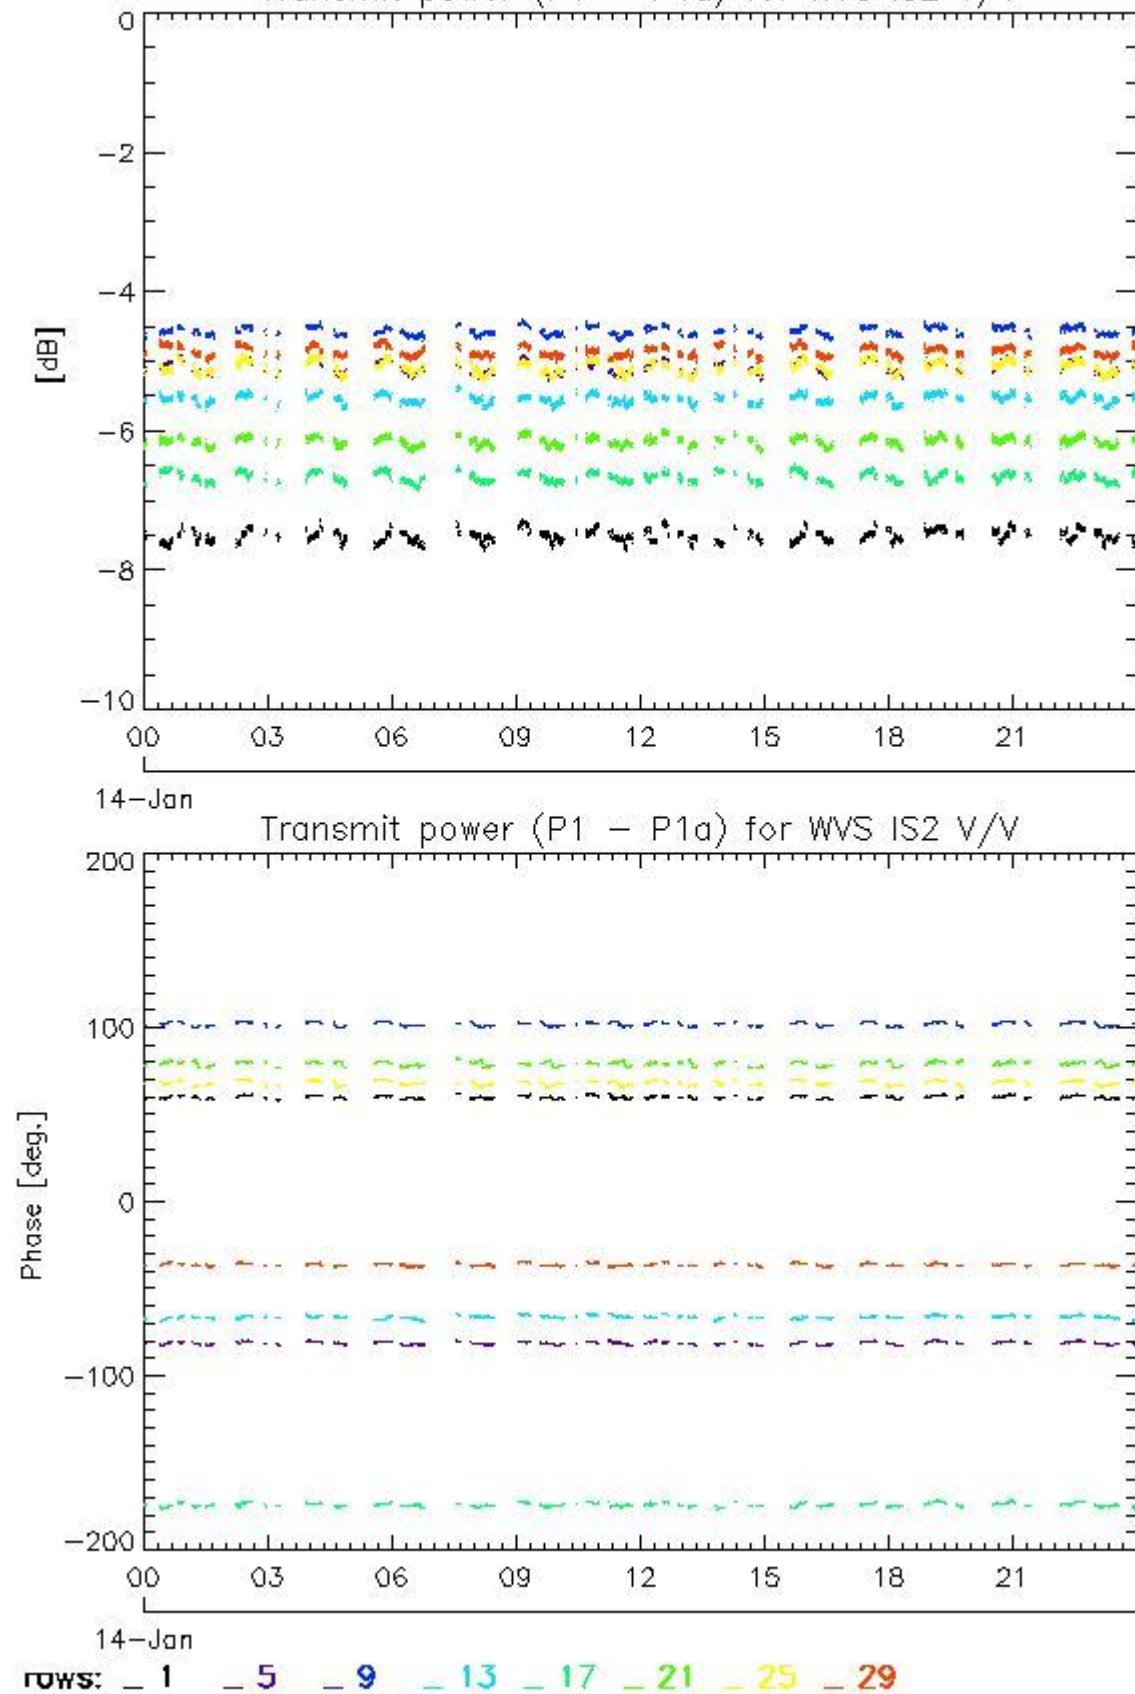 0
-2
-4
[dB]
-6
-8
-10
00 03 06 09 12 15 18 21
14-Jan
Transmit power (P1 - P1a) for WVS IS2 V/V
200
100
Phase [deg.]
0
-100
-200
00 03 06 09 12 15 18 21
14-Jan
rows: _ 1 _ 5 _ 9 _ 13 _ 17 _ 21 _ 25 _ 29